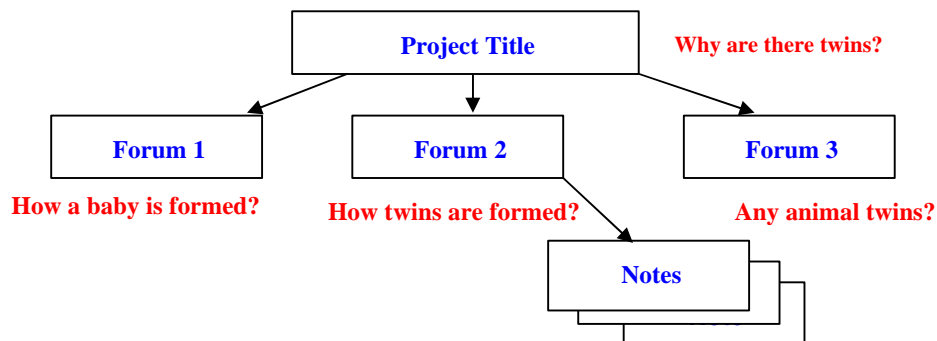 Project Title
Why are there twins?
Forum 1
Forum 2
Forum 3
How a baby is formed?
How twins are formed?
Any animal twins?
Notes